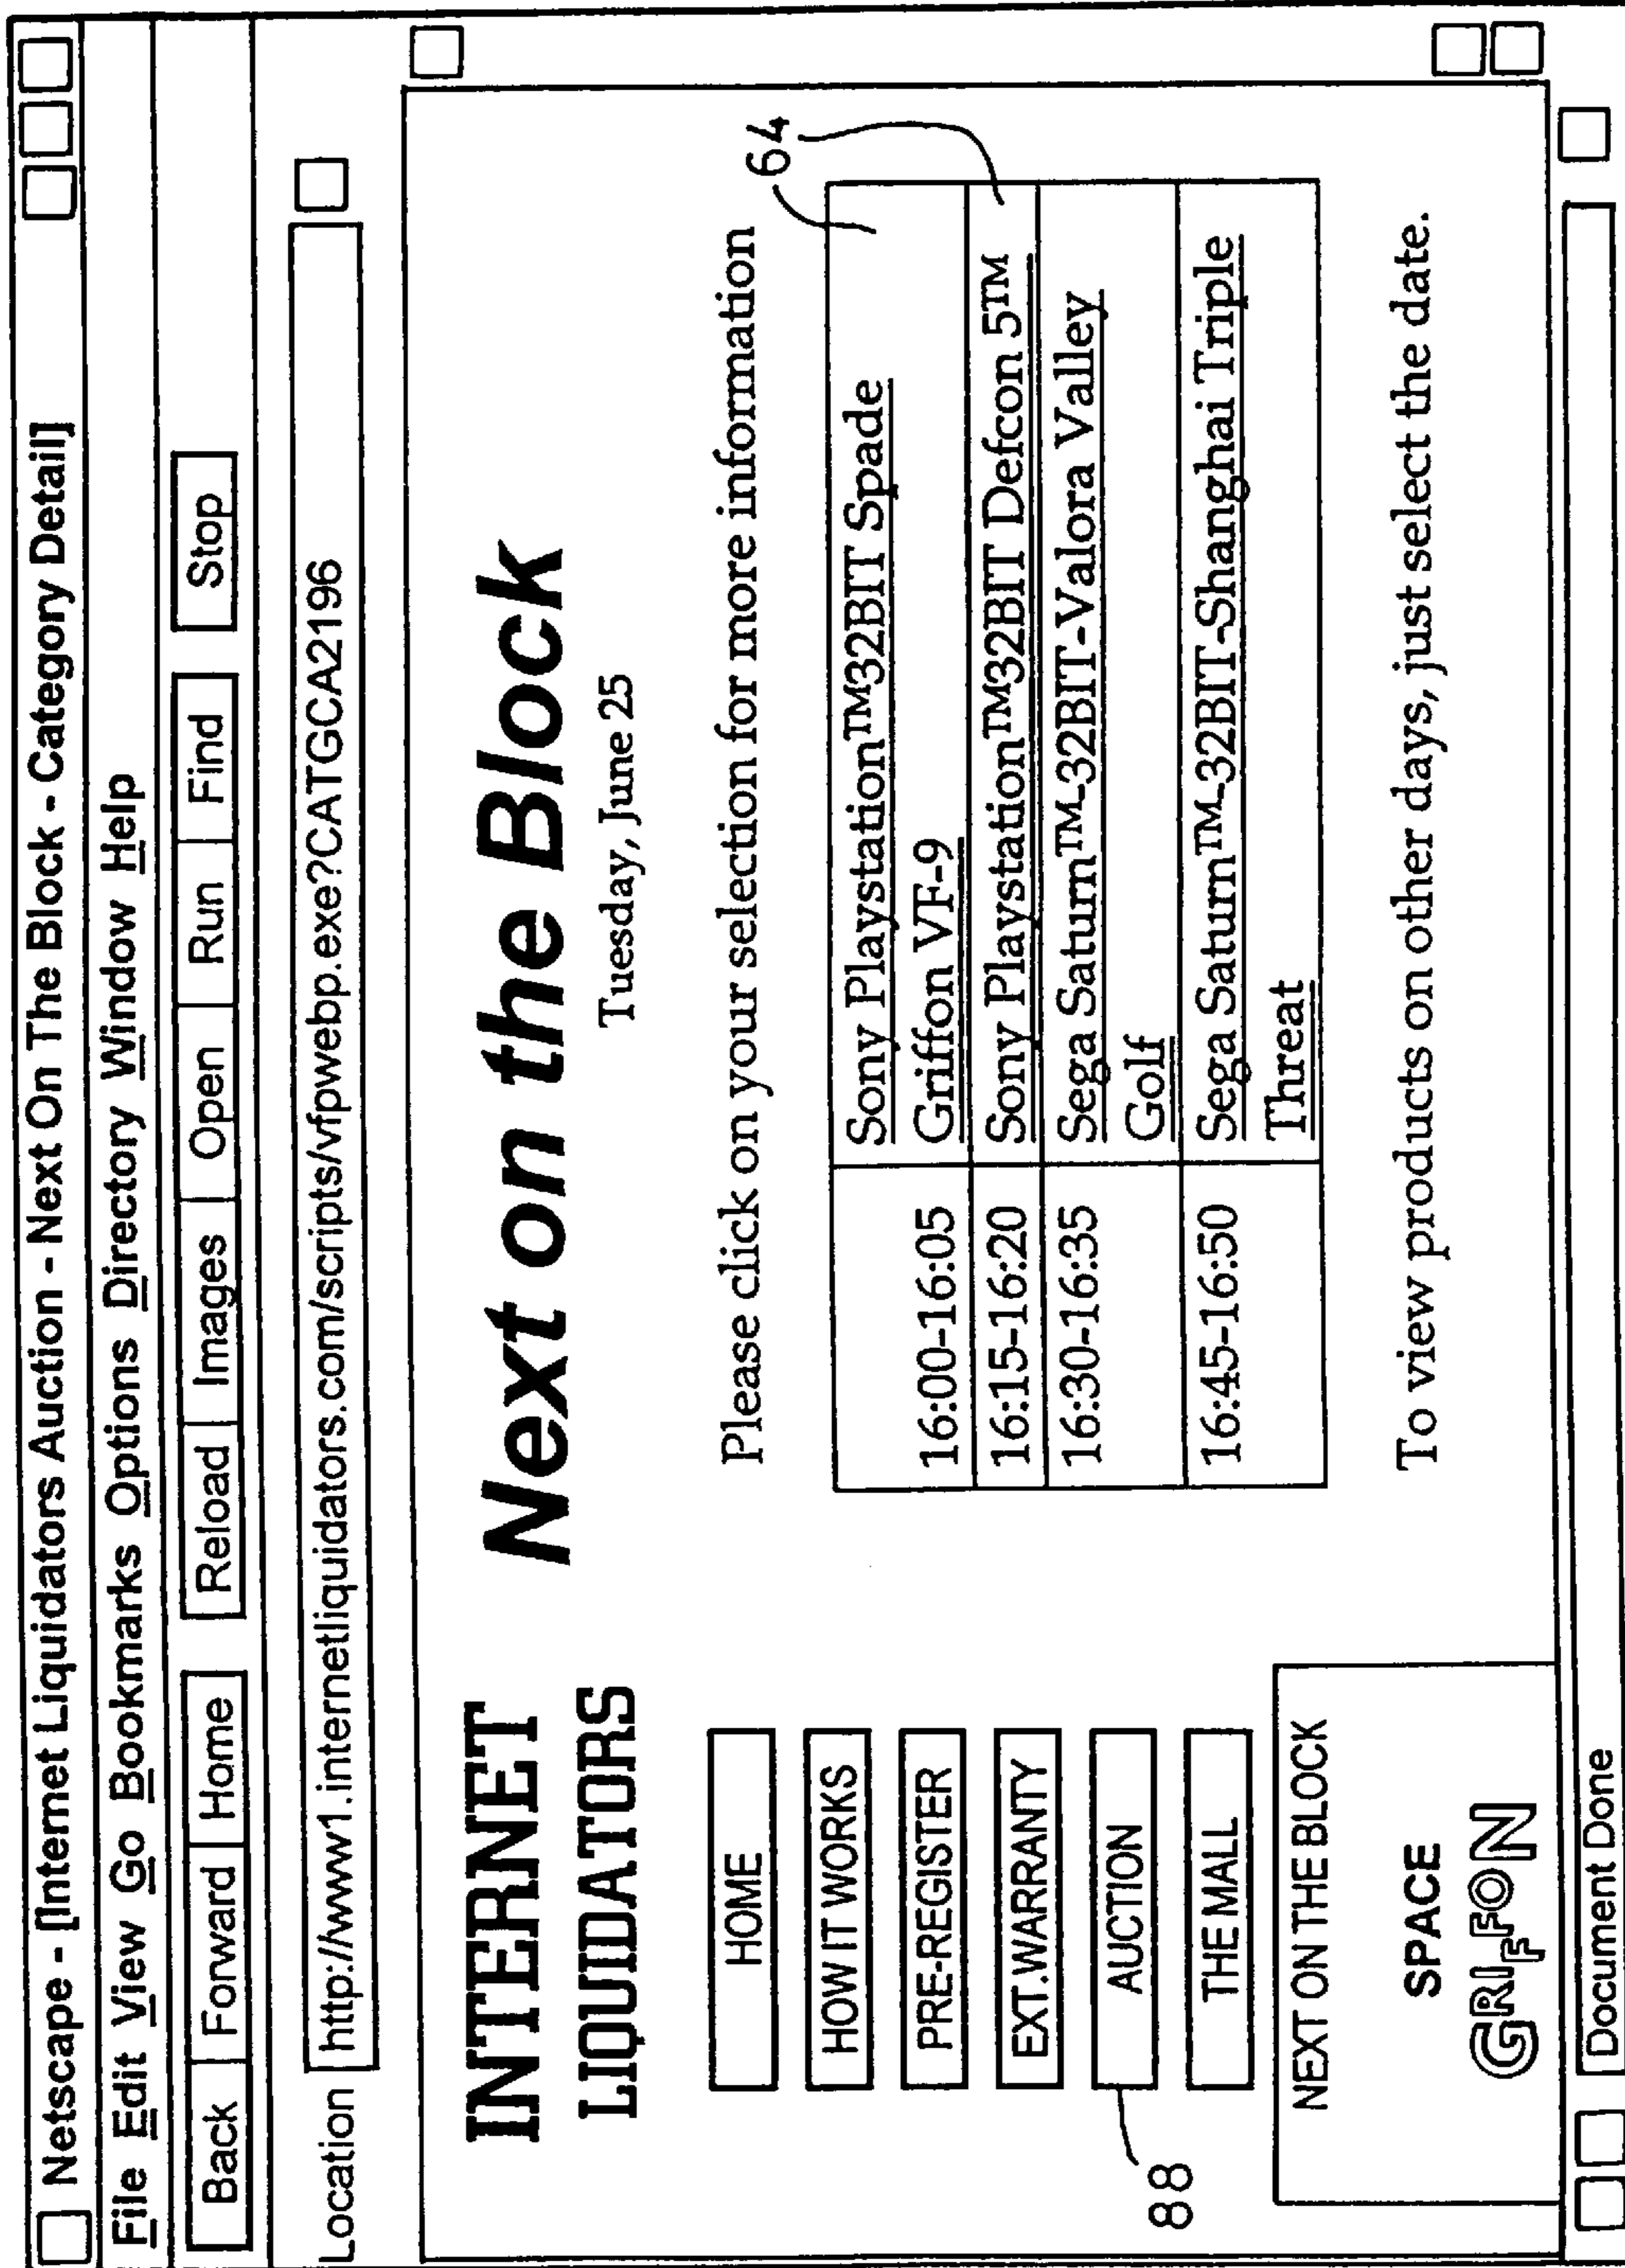 Netscape - [Internet Liquidators Auction - Next On The Block - Category Detail]
File Edit View Go Bookmarks Options Directory Window Help
Back Forward Home Reload Images Open Run Find Stop
Location http://www1.internetliquidators.com/scripts/vfpwebp.exe?CATGCA2196
INTERNET
LIQUIDATORS
HOME
HOW IT WORKS
PRE-REGISTER
EXT.WARRANTY
AUCTION
88
THE MALL
NEXT ON THE BLOCK
SPACE
GRIFFON
Next on the Block
Tuesday, June 25
Please click on your selection for more information
64
Sony Playstation™32BIT Spade
16:00-16:05 Griffon VF-9
16:15-16:20 Sony Playstation™32BIT Defcon 5™
16:30-16:35 Sega Saturn™-32BIT-Valora Valley
Golf
16:45-16:50 Sega Saturn™-32BIT-Shanghai Triple
Threat
To view products on other days, just select the date.
Document Done